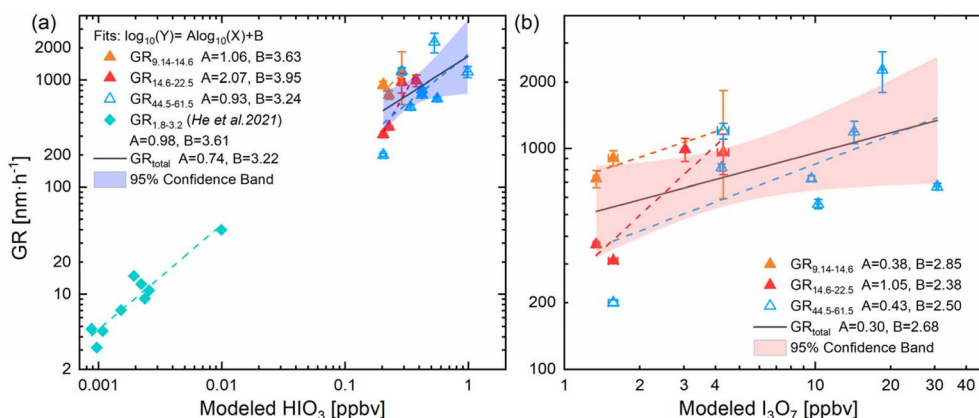 (a)
Fits: log₁₀(Y)= Alog₁₀(X)+B
GR₉.₁₄₋₁₄.₆ A=1.06, B=3.63
GR₁₄.₆₋₂₂.₅ A=2.07, B=3.95
GR₄₄.₅₋₆₁.₅ A=0.93, B=3.24
GR₁.₈₋₃.₂ (He et al.2021)
A=0.98, B=3.61
GRtotal A=0.74, B=3.22
95% Confidence Band
GR [nm·h⁻¹]
2000
1000
200
100
20
10
2
0.001
0.01
0.1
1
Modeled HIO₃ [ppbv]
(b)
2000
1000
200
100
GR₉.₁₄₋₁₄.₆ A=0.38, B=2.85
GR₁₄.₆₋₂₂.₅ A=1.05, B=2.38
GR₄₄.₅₋₆₁.₅ A=0.43, B=2.50
GRtotal A=0.30, B=2.68
95% Confidence Band
1 2 3 4 10 20 30 40
Modeled I₃O₇ [ppbv]